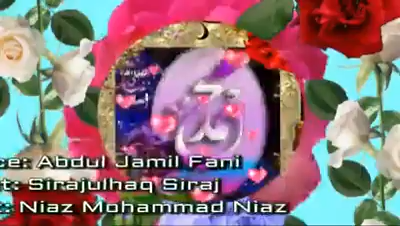 ce: Abdul Jamil Fani
t: Sirajulhaq Siraj
: Niaz Mohammad Niaz